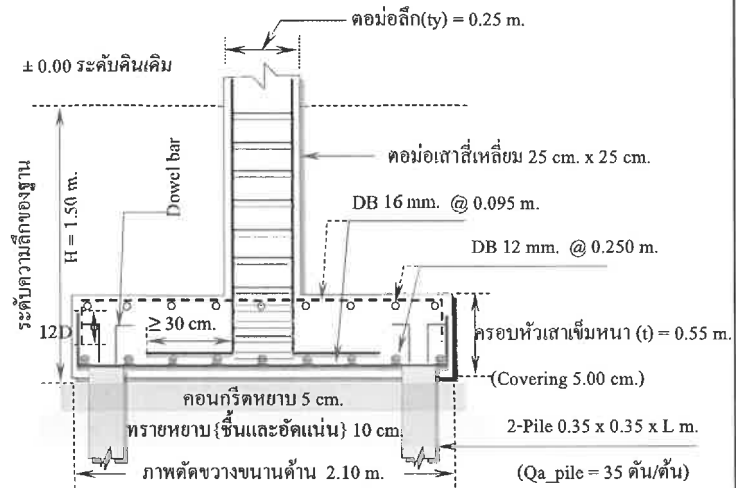 ตอม่อลึก(ty) = 0.25 m.
± 0.00 ระดับดินเดิม
ตอม่อเสาสี่เหลี่ยม 25 cm. x 25 cm.
ระดับความลึกของฐาน
H = 1.50 m.
Dowel bar
DB 16 mm. @ 0.095 m.
DB 12 mm. @ 0.250 m.
12D
≥ 30 cm.
ครอบหัวเสาเข็มหนา (t) = 0.55 m.
(Covering 5.00 cm.)
คอนกรีตหยาบ 5 cm.
ทรายหยาบ {ชื้นและอัดแน่น} 10 cm.
2-Pile 0.35 x 0.35 x L m.
ภาพตัดขวางขนานด้าน 2.10 m.
(Qa_pile = 35 ตัน/ต้น)